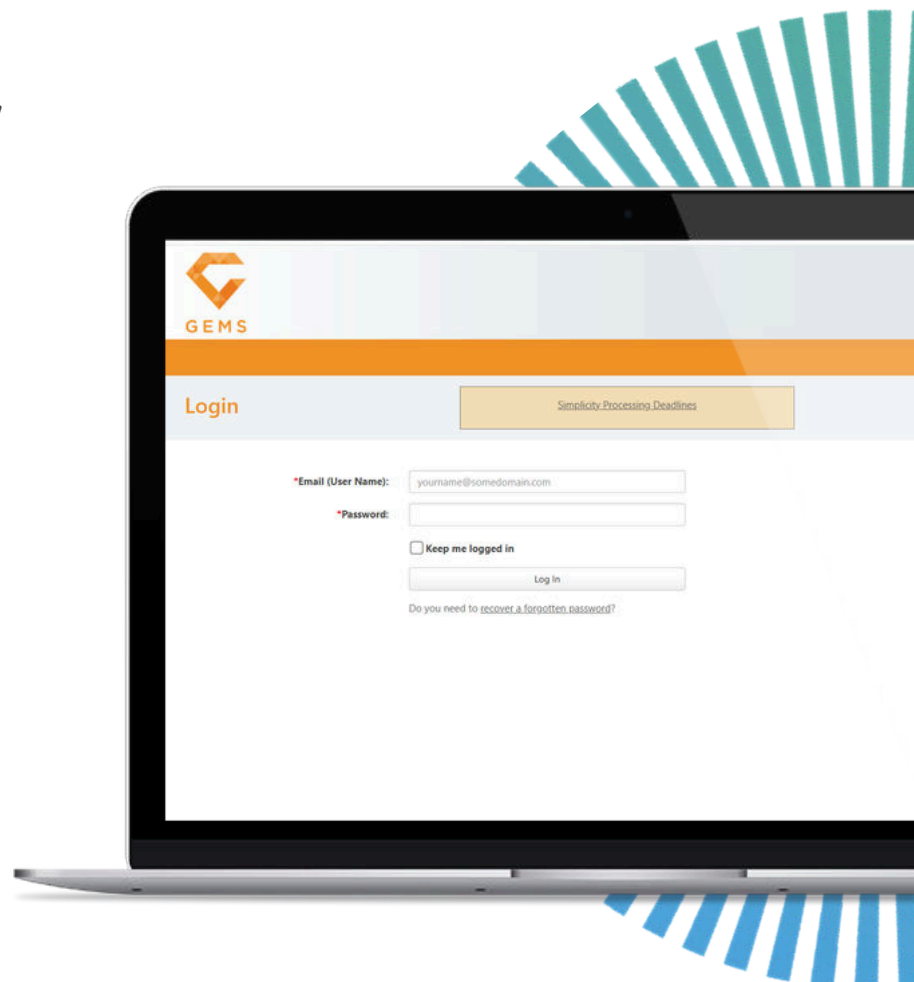 GEMS
Login
Simplicity Processing Deadlines
*Email (User Name):
yourname@somedomain.com
*Password:
Keep me logged in
Log In
Do you need to recover a forgotten password?